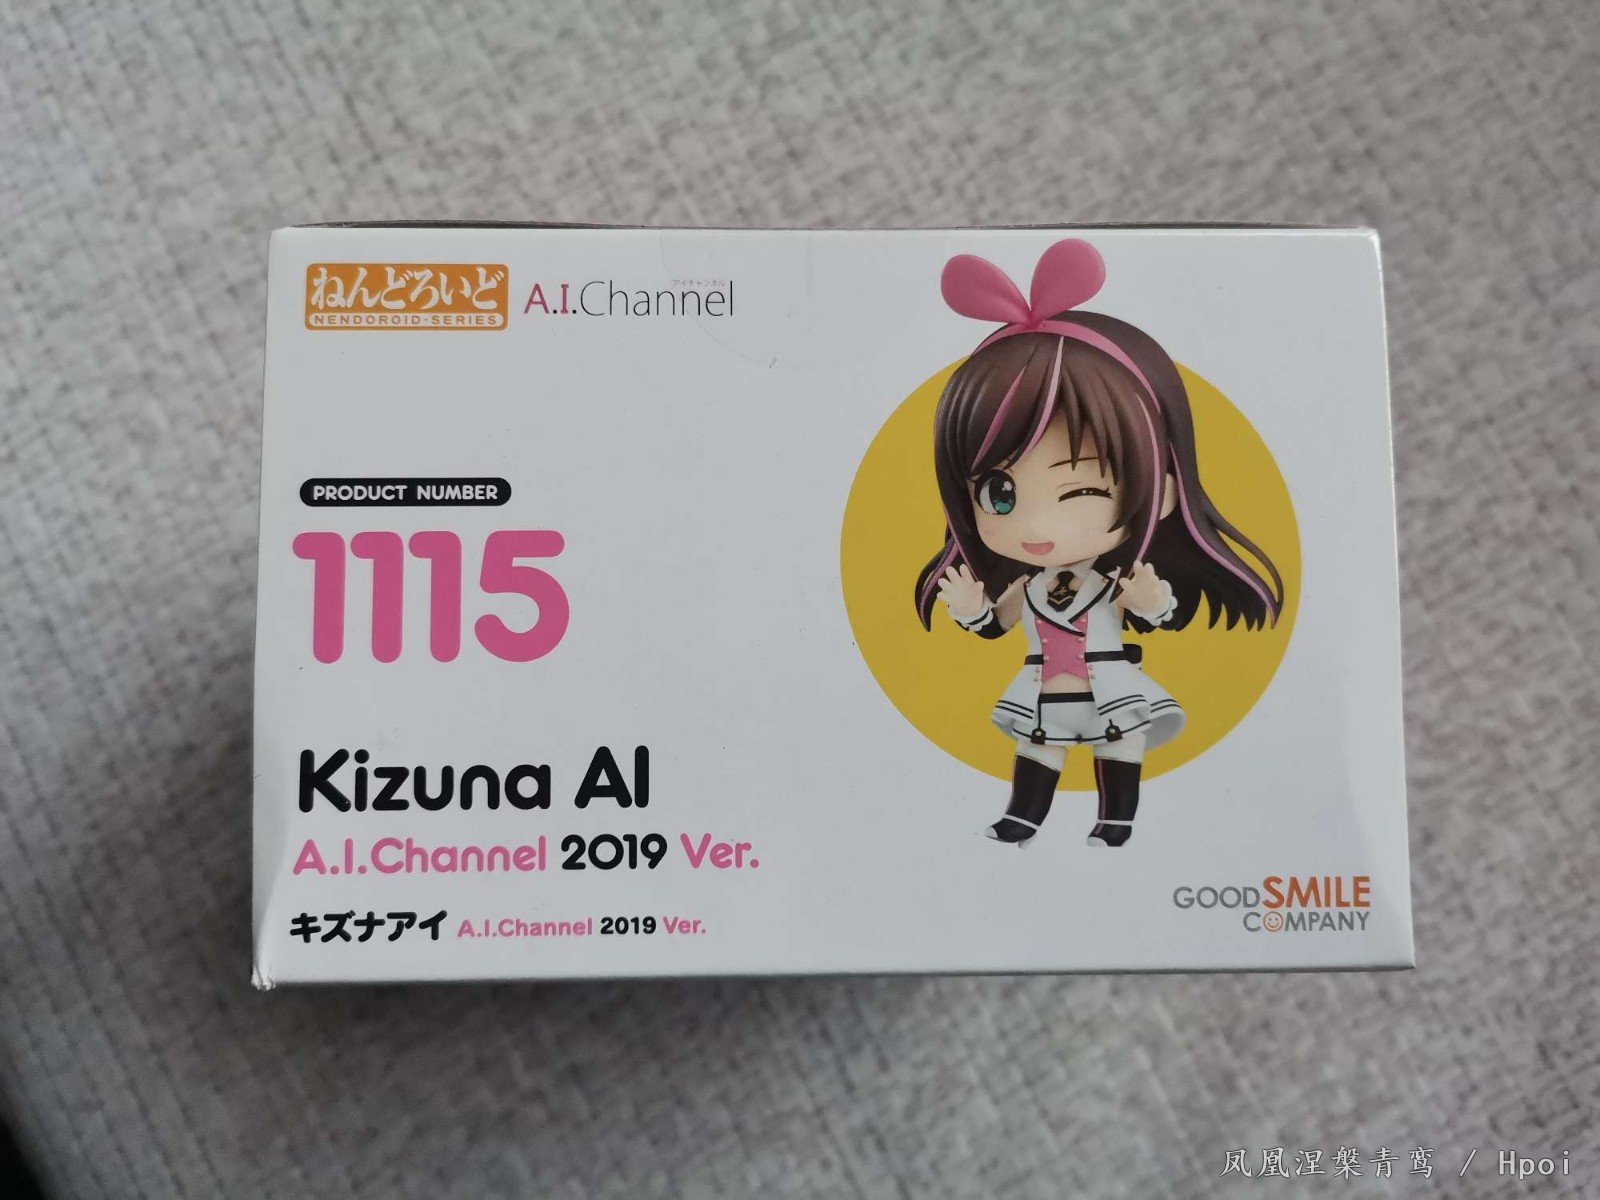 ねんどろいど
NENDOROID·SERIES
アイチャンネル
A.I.Channel
PRODUCT NUMBER
1115
Kizuna AI
A.I.Channel 2019 Ver.
キズナアイ A.I.Channel 2019 Ver.
GOOD SMILE
COMPANY
凤凰涅槃青鸾 / Hpoi